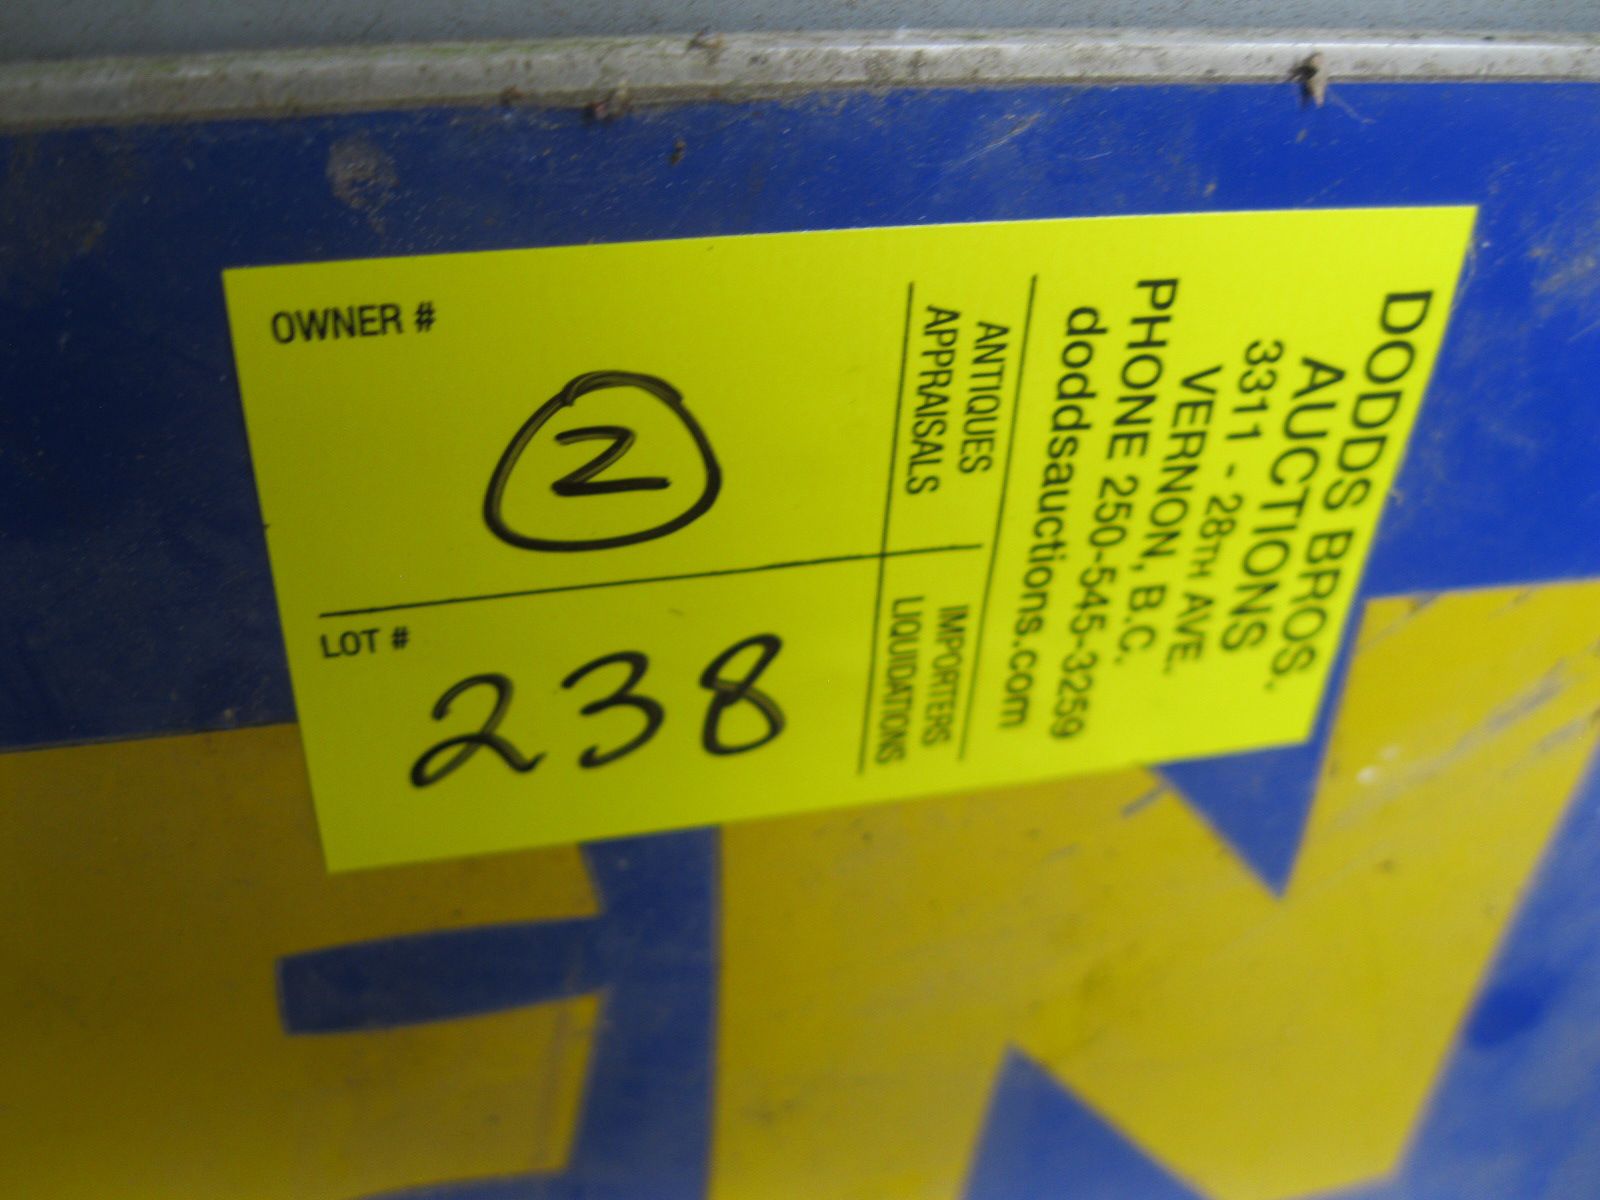 DODDS BROS.
AUCTIONS
3311 - 28TH AVE.
VERNON, B.C.
PHONE 250-545-3259
doddsauctions.com
ANTIQUES
APPRAISALS
IMPORTERS
LIQUIDATIONS
OWNER #
2
LOT #
238
EN